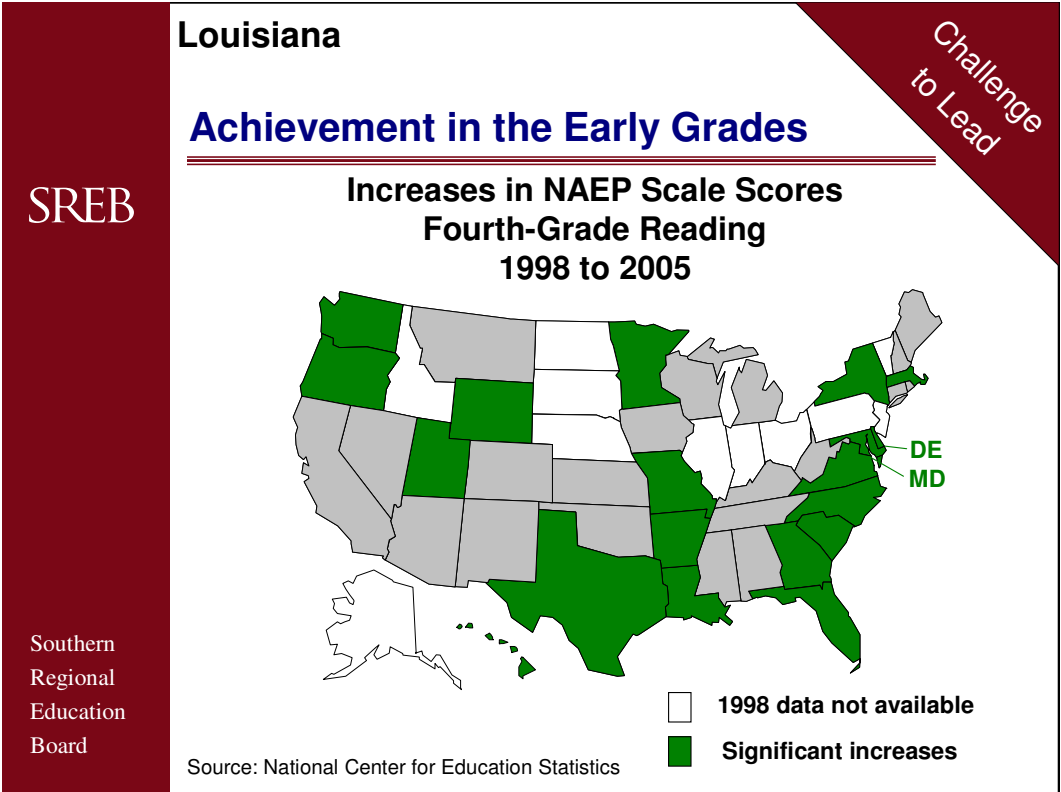 Louisiana
Challenge
to Lead
Achievement in the Early Grades
SREB
Increases in NAEP Scale Scores
Fourth-Grade Reading
1998 to 2005
DE
MD
Southern
Regional
Education
Board
1998 data not available
Significant increases
Source: National Center for Education Statistics